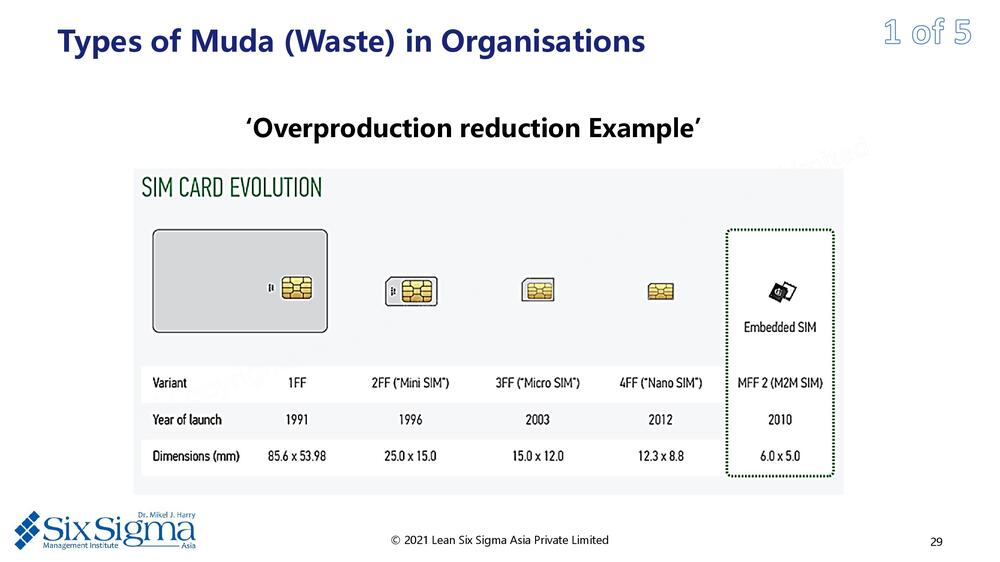 Types of Muda (Waste) in Organisations
1 of 5
‘Overproduction reduction Example’
SIM CARD EVOLUTION
Embedded SIM
Variant 1FF 2FF (“Mini SIM”) 3FF (“Micro SIM”) 4FF (“Nano SIM”) MFF 2 (M2M SIM)
Year of launch 1991 1996 2003 2012 2010
Dimensions (mm) 85.6 x 53.98 25.0 x 15.0 15.0 x 12.0 12.3 x 8.8 6.0 x 5.0
Dr. Mikel J. Harry
SixSigma
Management Institute Asia
© 2021 Lean Six Sigma Asia Private Limited
29